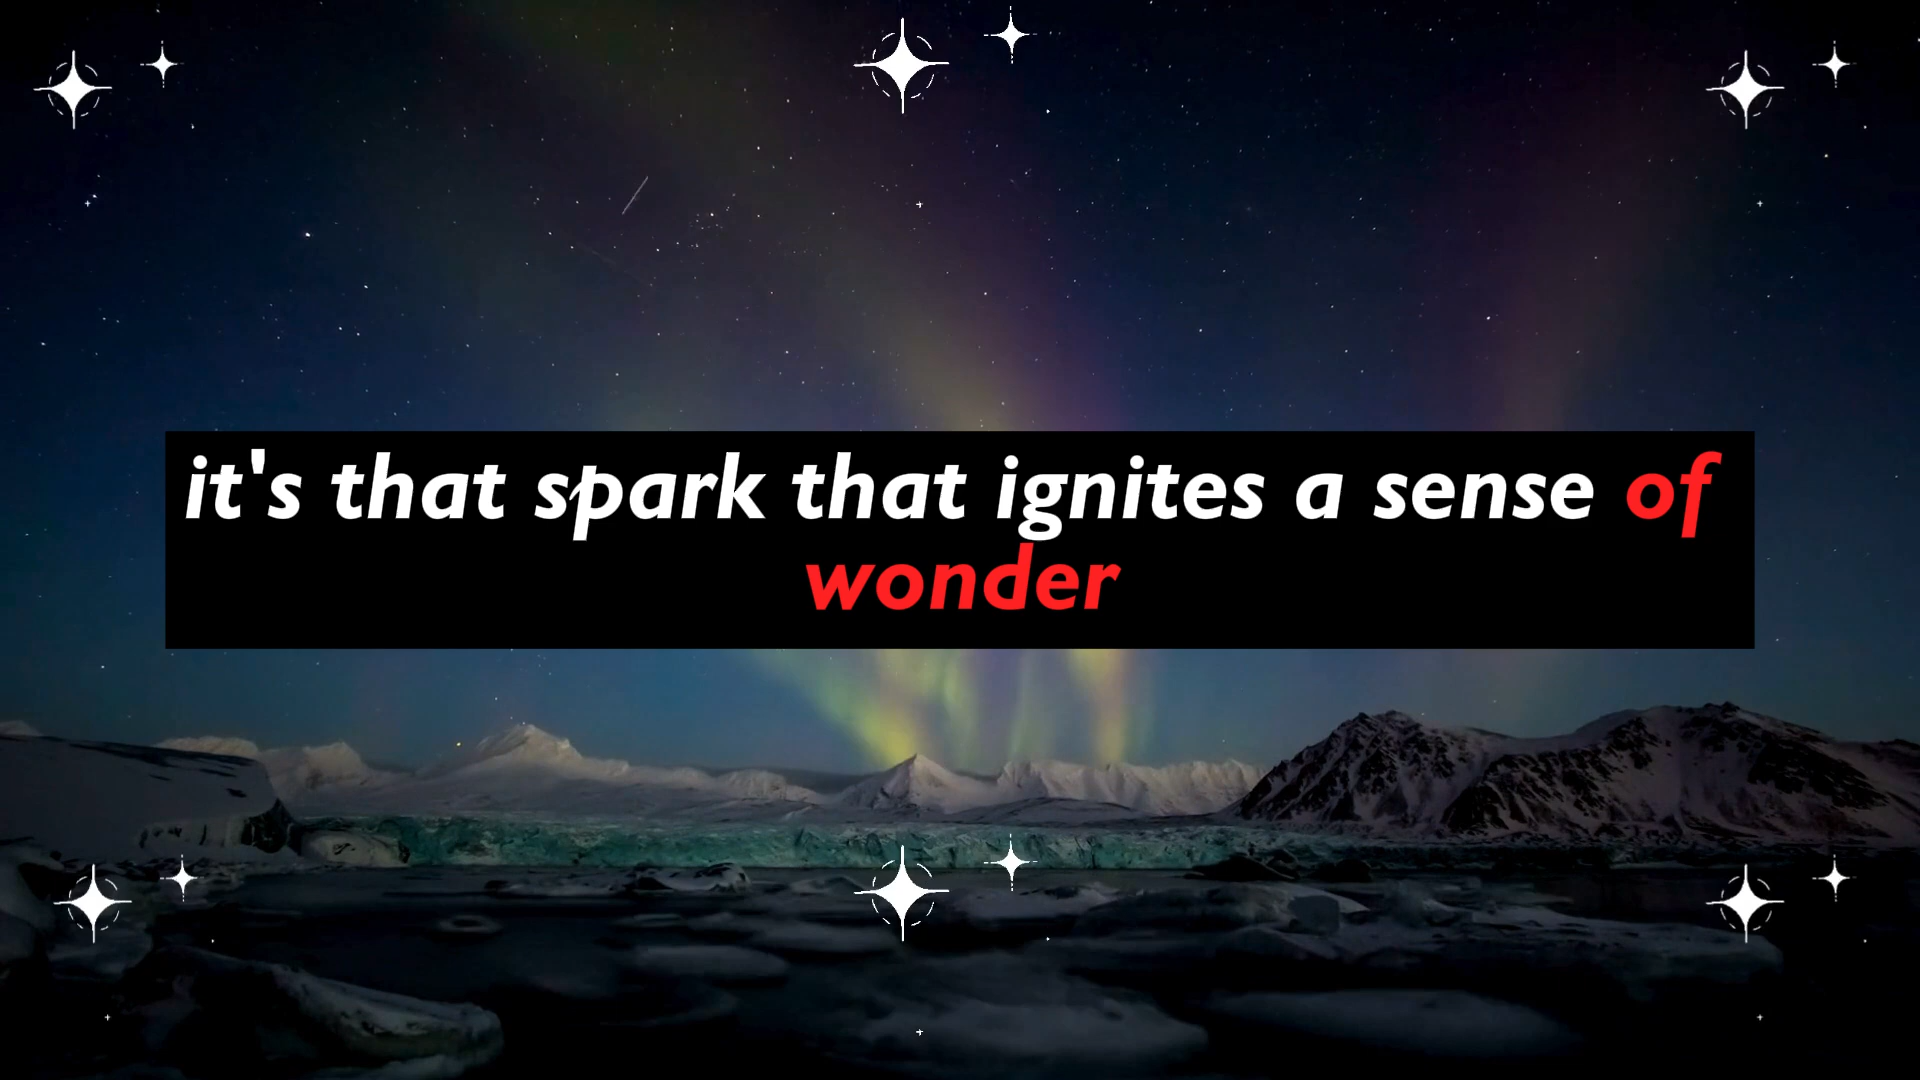 it's that spark that ignites a sense of
wonder